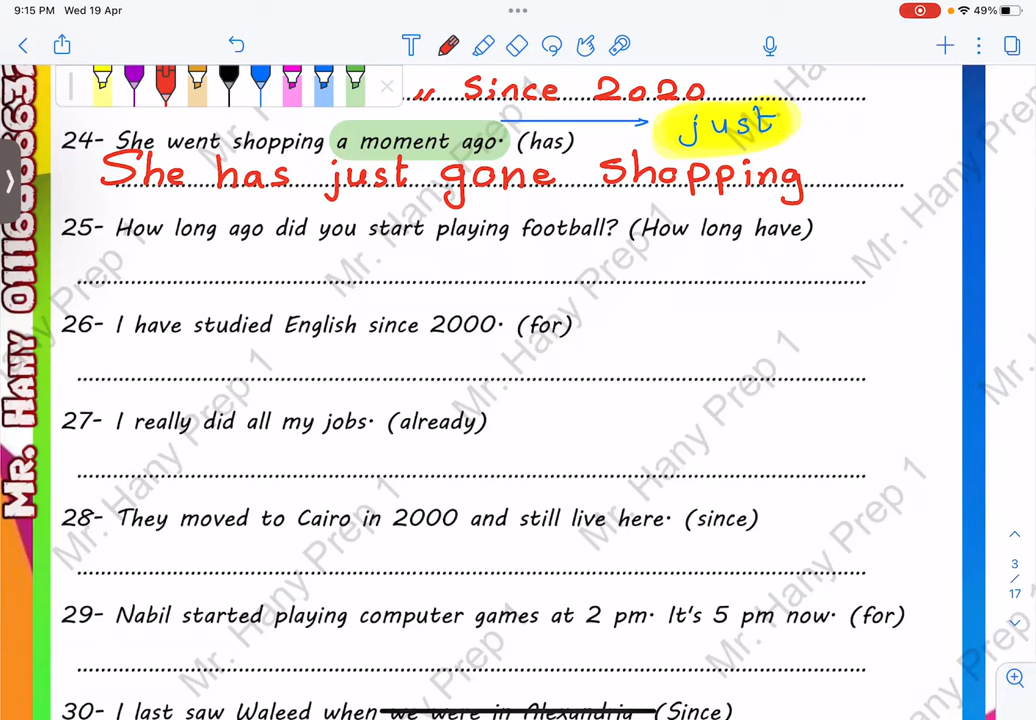 9:15 PM Wed 19 Apr
49%
,, Since 2020
24- She went shopping a moment ago. (has)
just
She has just gone shopping
25- How long ago did you start playing football? (How long have)
26- I have studied English since 2000. (for)
27- I really did all my jobs. (already)
28- They moved to Cairo in 2000 and still live here. (since)
29- Nabil started playing computer games at 2 pm. It's 5 pm now. (for)
30- I last saw Waleed when we were in Alexandria (Since)
3
/
17
Mr. Hany Prep 1